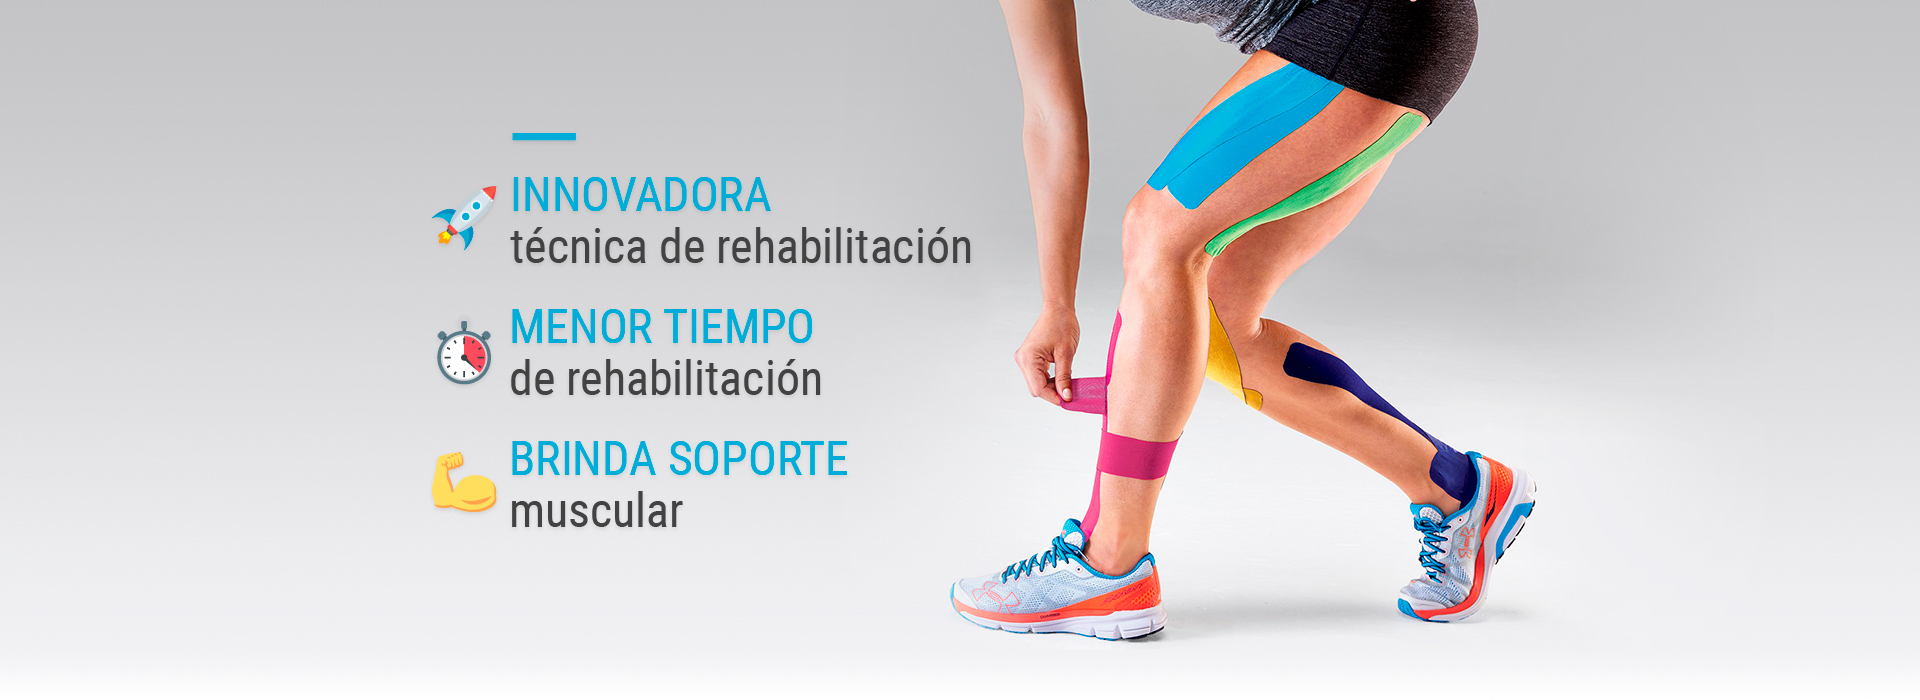 INNOVADORA
técnica de rehabilitación
MENOR TIEMPO
de rehabilitación
BRINDA SOPORTE
muscular